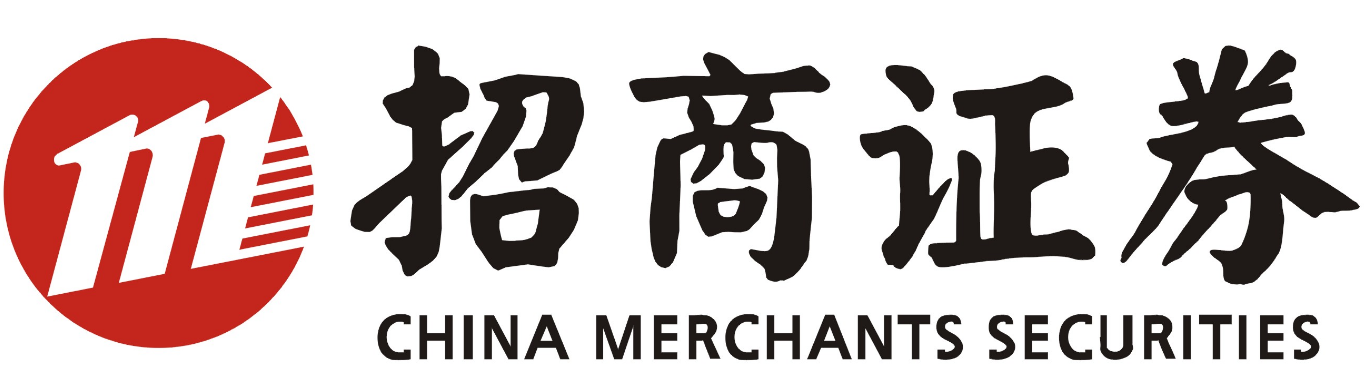 招商证券
CHINA MERCHANTS SECURITIES